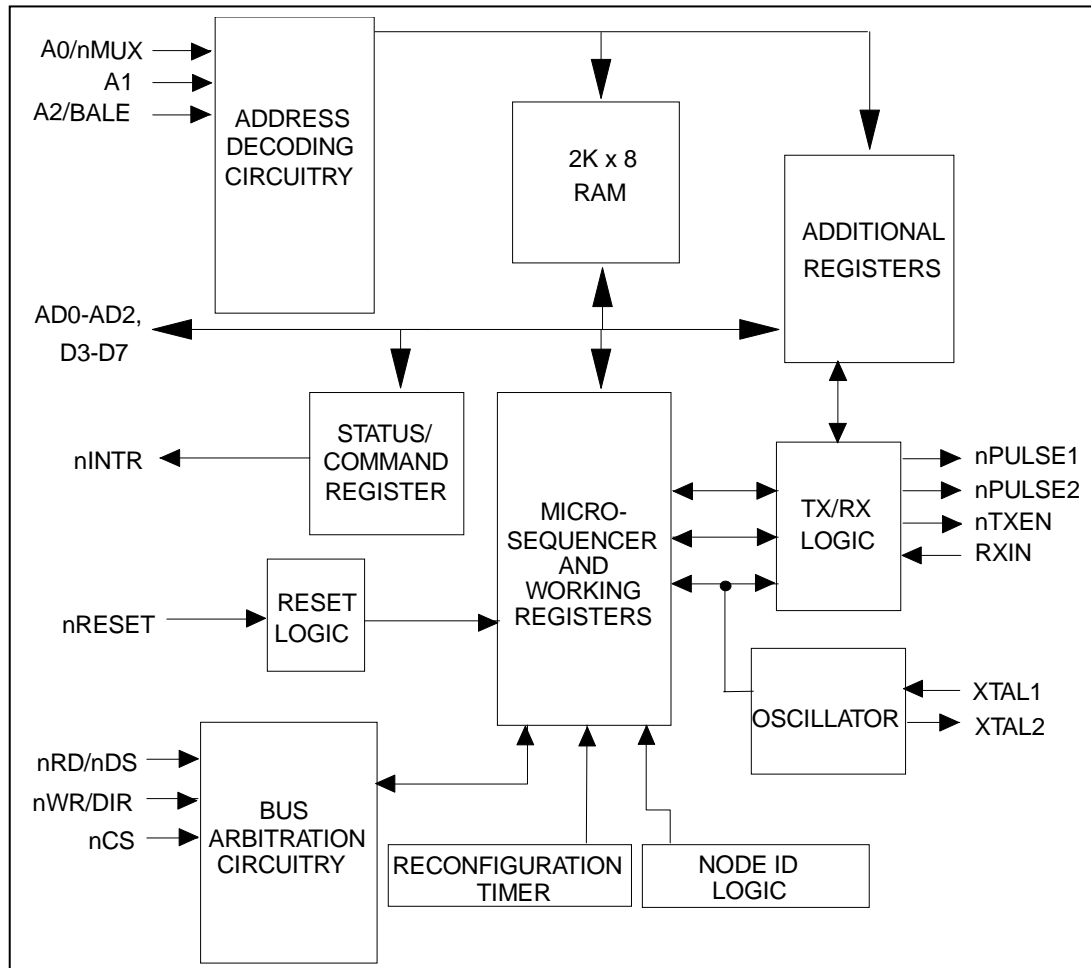 A0/nMUX
A1
A2/BALE
ADDRESS
DECODING
CIRCUITRY
2K x 8
RAM
ADDITIONAL
REGISTERS
AD0-AD2,
D3-D7
nINTR
STATUS/
COMMAND
REGISTER
MICRO-
SEQUENCER
AND
WORKING
REGISTERS
TX/RX
LOGIC
nPULSE1
nPULSE2
nTXEN
RXIN
nRESET
RESET
LOGIC
OSCILLATOR
XTAL1
XTAL2
nRD/nDS
nWR/DIR
nCS
BUS
ARBITRATION
CIRCUITRY
RECONFIGURATION
TIMER
NODE ID
LOGIC